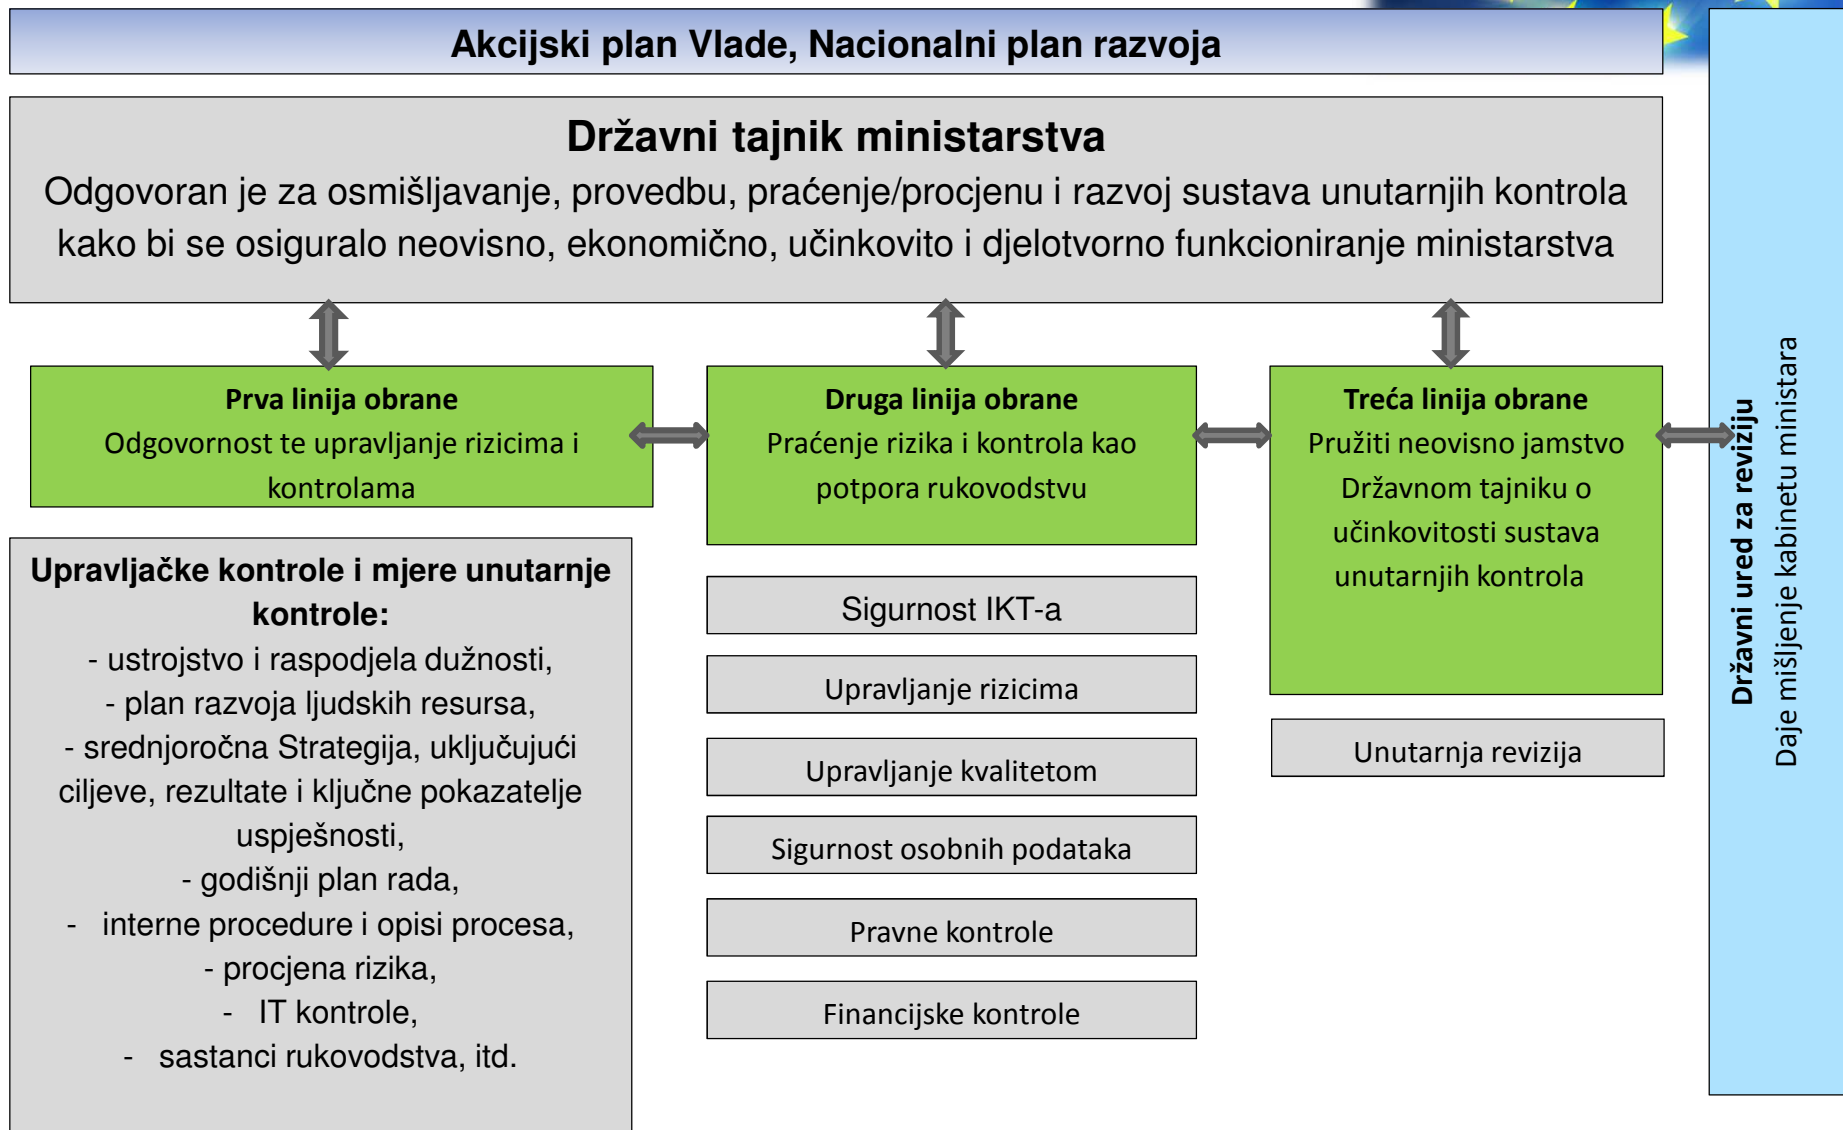 Akcijski plan Vlade, Nacionalni plan razvoja
Državni tajnik ministarstva
Odgovoran je za osmišljavanje, provedbu, praćenje/procjenu i razvoj sustava unutarnjih kontrola
kako bi se osiguralo neovisno, ekonomično, učinkovito i djelotvorno funkcioniranje ministarstva
Prva linija obrane
Odgovornost te upravljanje rizicima i
kontrolama
Upravljačke kontrole i mjere unutarnje
kontrole:
- ustrojstvo i raspodjela dužnosti,
- plan razvoja ljudskih resursa,
- srednjoročna Strategija, uključujući
ciljeve, rezultate i ključne pokazatelje
uspješnosti,
- godišnji plan rada,
- interne procedure i opisi procesa,
- procjena rizika,
- IT kontrole,
- sastanci rukovodstva, itd.
Druga linija obrane
Praćenje rizika i kontrola kao
potpora rukovodstvu
Sigurnost IKT-a
Upravljanje rizicima
Upravljanje kvalitetom
Sigurnost osobnih podataka
Pravne kontrole
Financijske kontrole
Treća linija obrane
Pružiti neovisno jamstvo
Državnom tajniku o
učinkovitosti sustava
unutarnjih kontrola
Unutarnja revizija
Državni ured za reviziju
Daje mišljenje kabinetu ministara